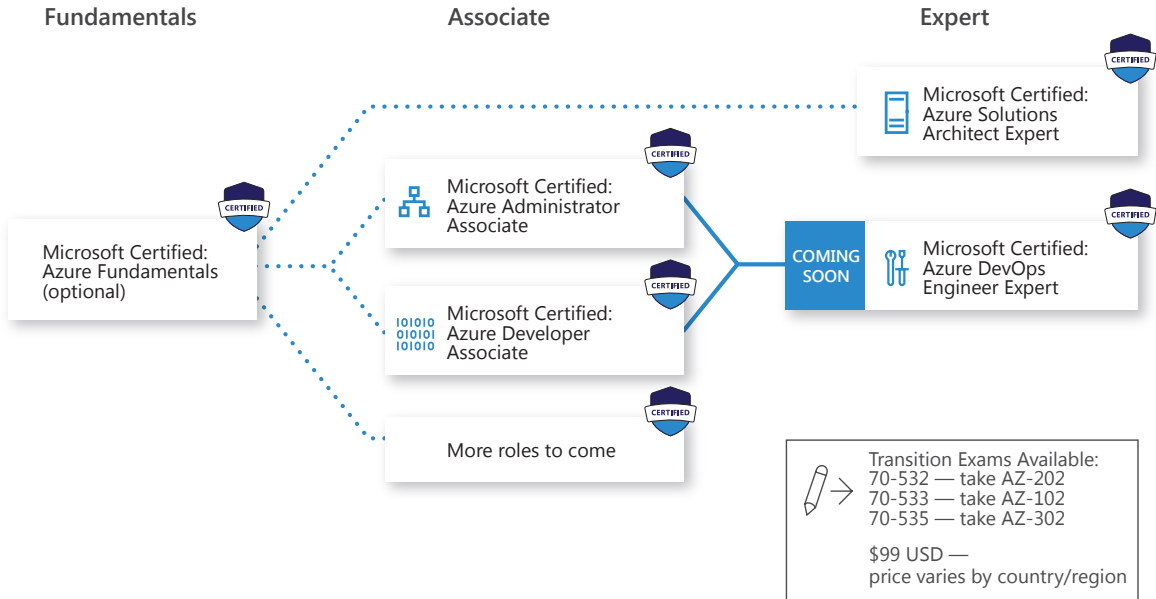 Fundamentals
Associate
Expert
CERTIFIED
Microsoft Certified:
Azure Solutions
Architect Expert
CERTIFIED
Microsoft Certified:
Azure Administrator
Associate
CERTIFIED
Microsoft Certified:
Azure Fundamentals
(optional)
CERTIFIED
COMING
SOON
Microsoft Certified:
Azure DevOps
Engineer Expert
CERTIFIED
IOIOIO
OIOIOI
IOIOIO
Microsoft Certified:
Azure Developer
Associate
CERTIFIED
More roles to come
Transition Exams Available:
70-532 — take AZ-202
70-533 — take AZ-102
70-535 — take AZ-302
$99 USD —
price varies by country/region